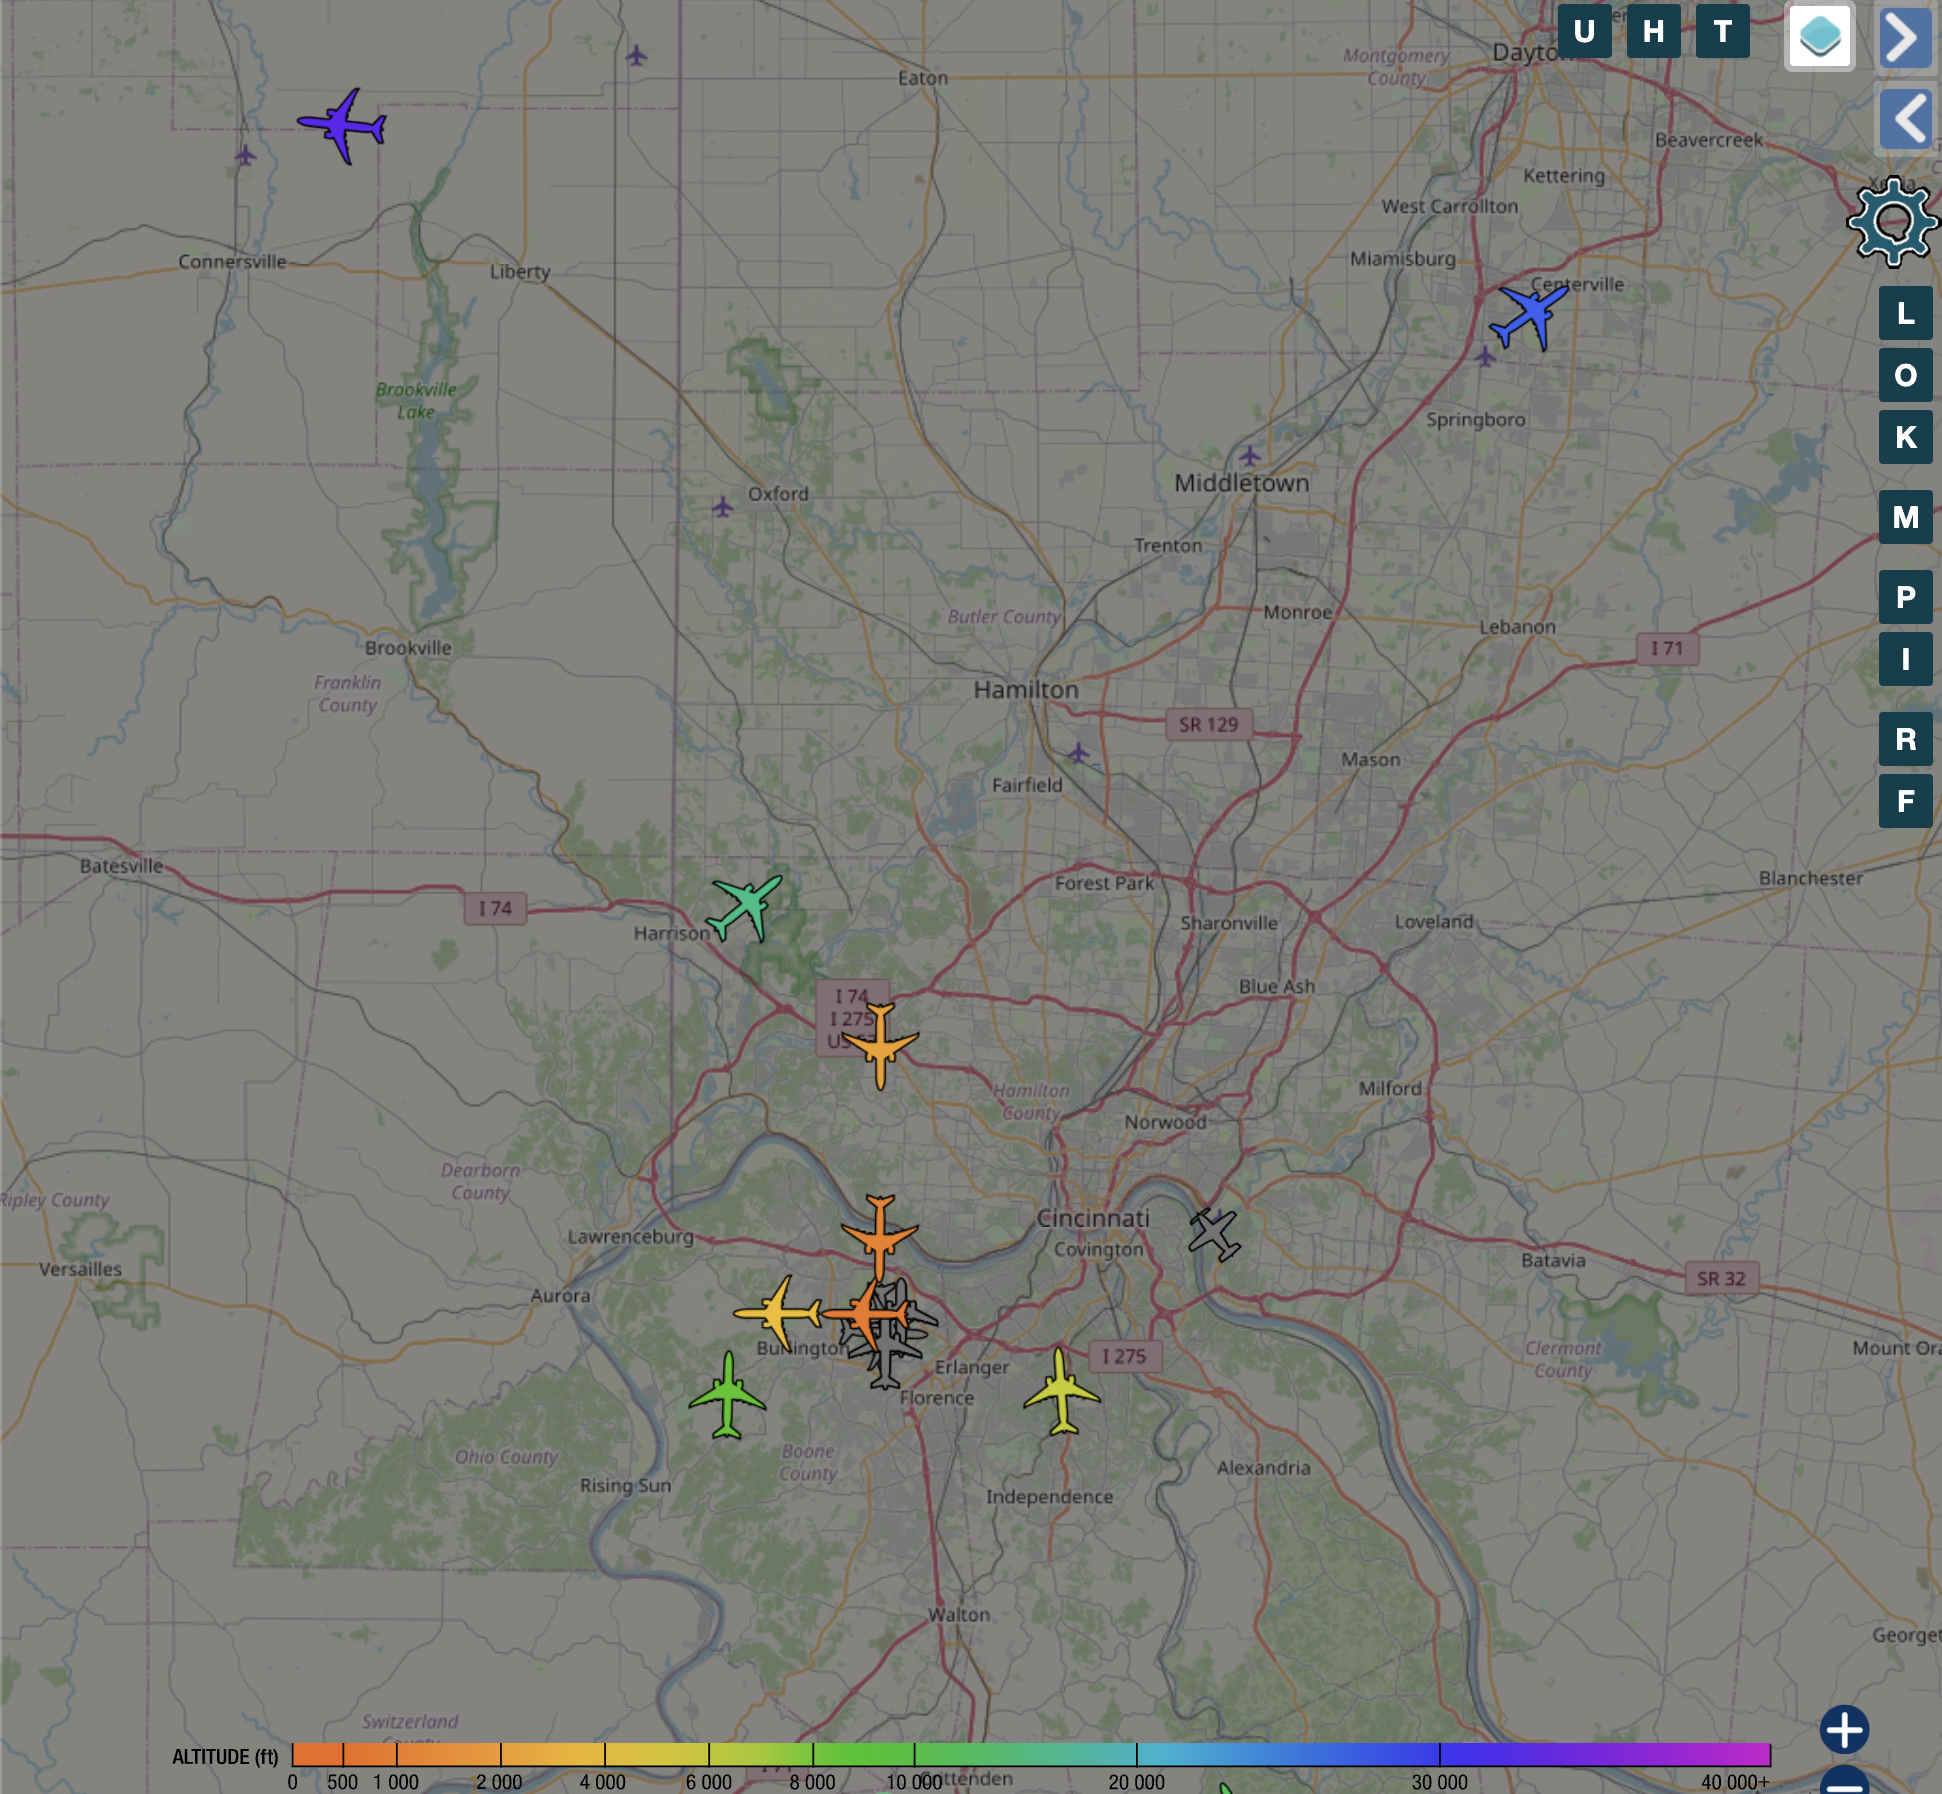 U H T
Montgomery
County
Eaton
Beavercreek
Kettering
West Carrollton
Miamisburg
Centerville
Connersville
Liberty
L
O
K
M
P
I
R
F
Brookville
Lake
Springboro
Oxford
Middletown
Trenton
Butler County
Monroe
Lebanon
I 71
Brookville
Franklin
County
Hamilton
SR 129
Mason
Fairfield
Batesville
I 74
Forest Park
Blanchester
Harrison
Sharonville
Loveland
Blue Ash
I 74
I 275
US
Hamilton
County
Milford
Norwood
Dearborn
County
Ripley County
Cincinnati
Covington
Lawrenceburg
Versailles
Aurora
Batavia
SR 32
Burlington
Erlanger
I 275
Florence
Clermont
County
Mount Ora
Ohio County
Boone
County
Rising Sun
Alexandria
Independence
Walton
Georget
Switzerland
ALTITUDE (ft)
0 500 1 000 2 000 4 000 6 000 8 000 10 000 20 000 30 000 40 000+